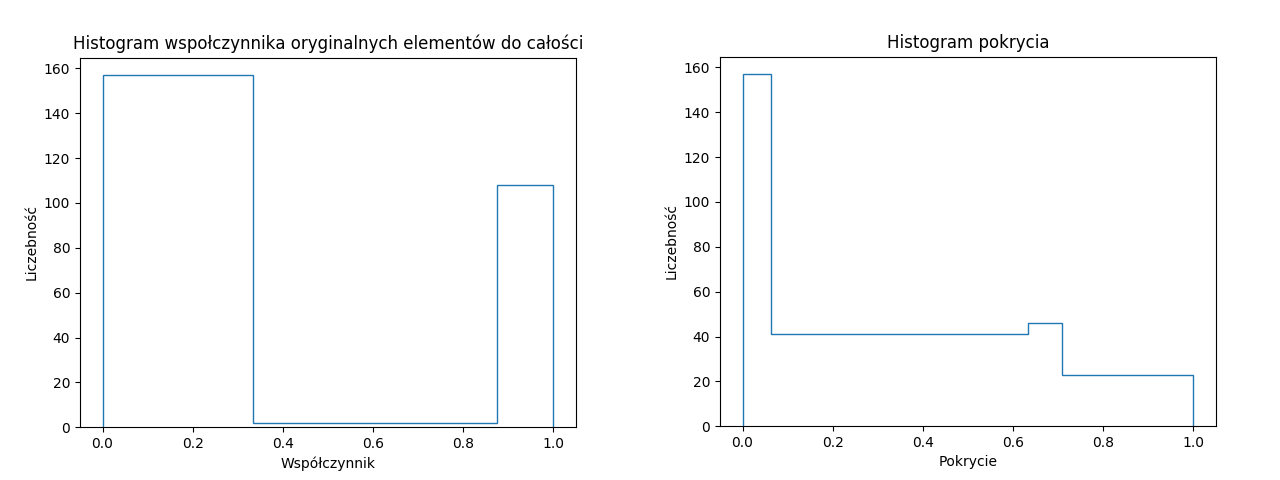 Histogram wspołczynnika oryginalnych elementów do całości
160
140
120
100
80
60
40
20
0
Liczebność
0.0 0.2 0.4 0.6 0.8 1.0
Współczynnik
Histogram pokrycia
160
140
120
100
80
60
40
20
0
Liczebność
0.0 0.2 0.4 0.6 0.8 1.0
Pokrycie